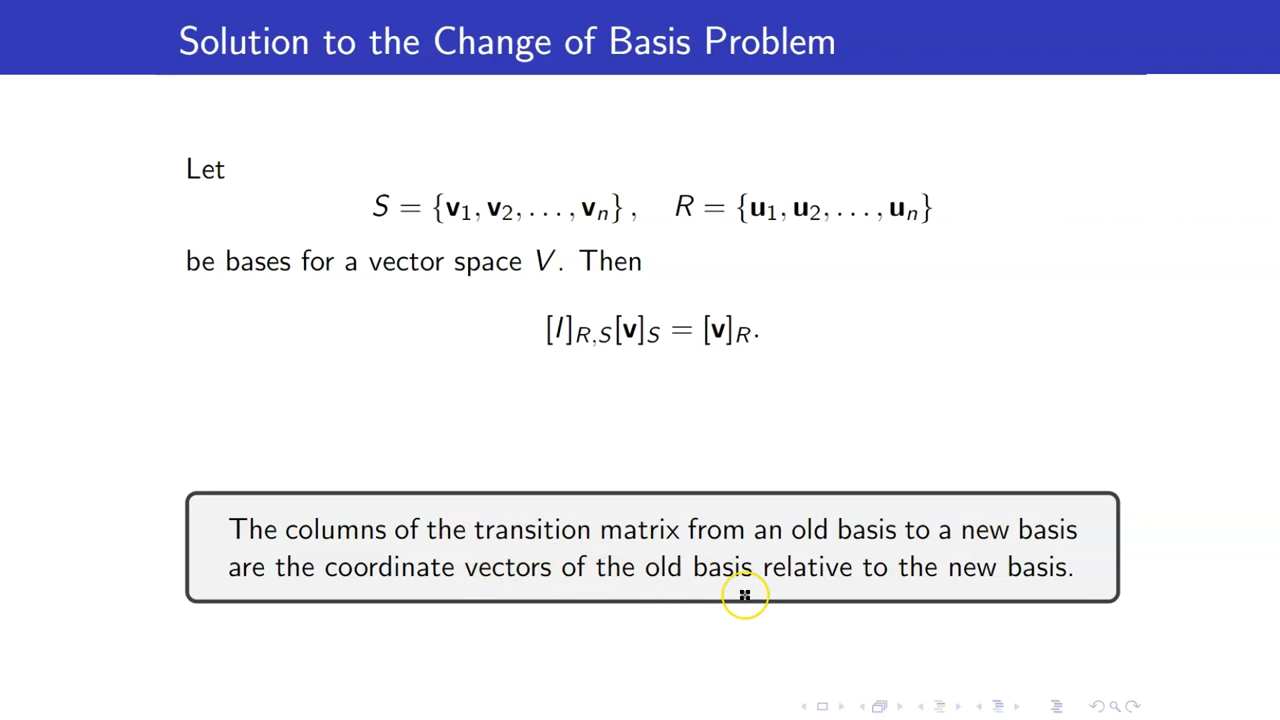 Solution to the Change of Basis Problem
Let
S = {v₁, v₂, . . . , vₙ} ,   R = {u₁, u₂, . . . , uₙ}
be bases for a vector space V. Then
[I]_{R,S}[v]_S = [v]_R.
The columns of the transition matrix from an old basis to a new basis
are the coordinate vectors of the old basis relative to the new basis.